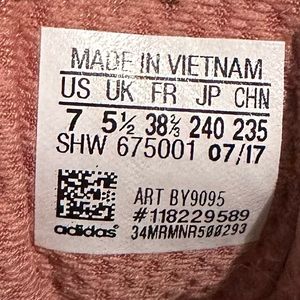 MADE IN VIETNAM
US UK FR JP CHN
7 5½ 38⅔ 240 235
SHW 675001 07/17
ART BY9095
#118229589
adidas 34MRMNR500293